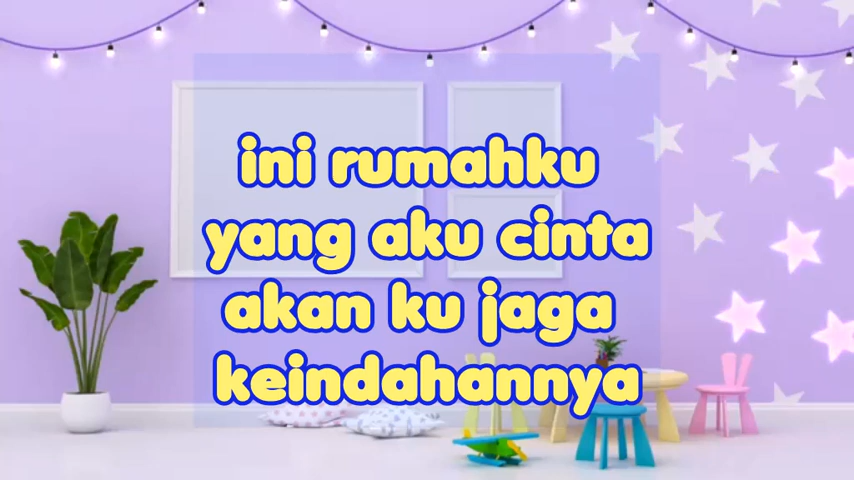 ini rumahku
yang aku cinta
akan ku jaga
keindahannya